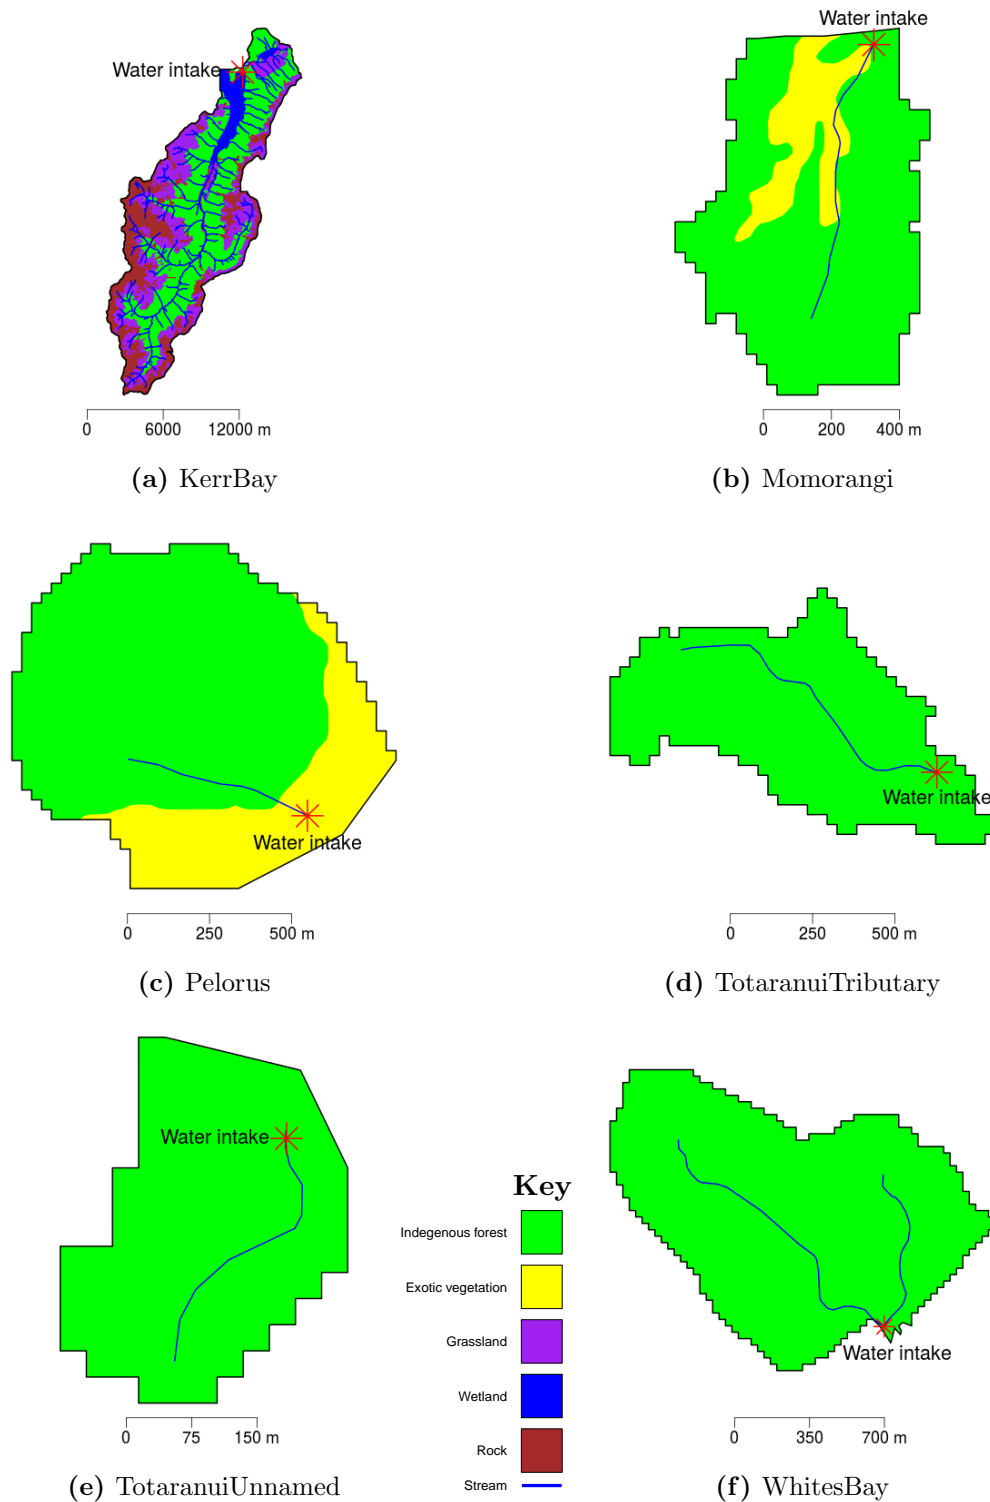 Water intake
0 6000 12000 m
(a) KerrBay
Water intake
0 200 400 m
(b) Momorangi
Water intake
0 250 500 m
(c) Pelorus
Water intake
0 250 500 m
(d) TotaranuiTributary
Water intake
0 75 150 m
(e) TotaranuiUnnamed
Key
Indegenous forest
Exotic vegetation
Grassland
Wetland
Rock
Stream
Water intake
0 350 700 m
(f) WhitesBay